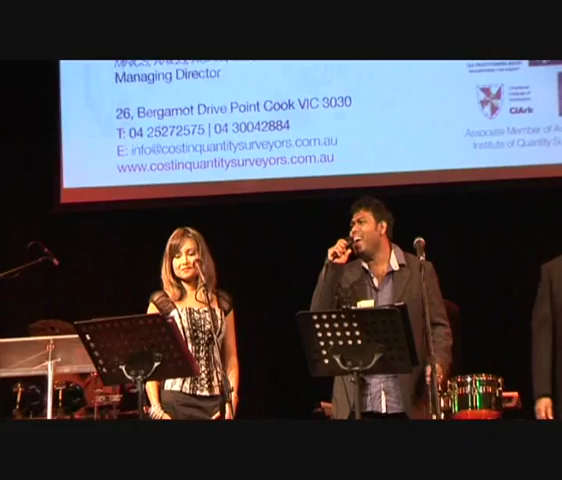 Managing Director
26, Bergamot Drive Point Cook VIC 3030
T: 04 25272575 | 04 30042884
E: info@costinquantitysurveyors.com.au
www.costinquantitysurveyors.com.au
CIArb
Associate Member of
Institute of Quantity